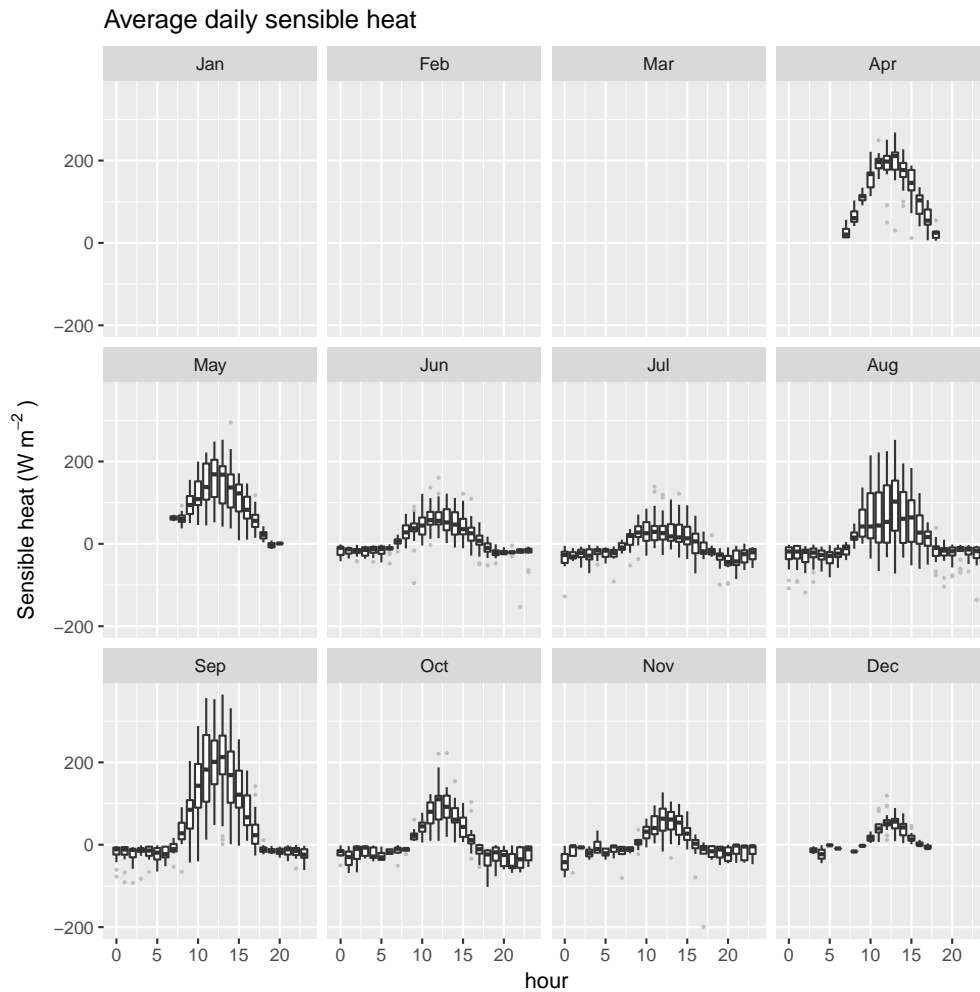 Average daily sensible heat
Jan Feb Mar Apr
200
0
−200
May Jun Jul Aug
200
0
−200
Sep Oct Nov Dec
200
0
−200
0 5 10 15 20 0 5 10 15 20 0 5 10 15 20 0 5 10 15 20
hour
Sensible heat (W m⁻²)